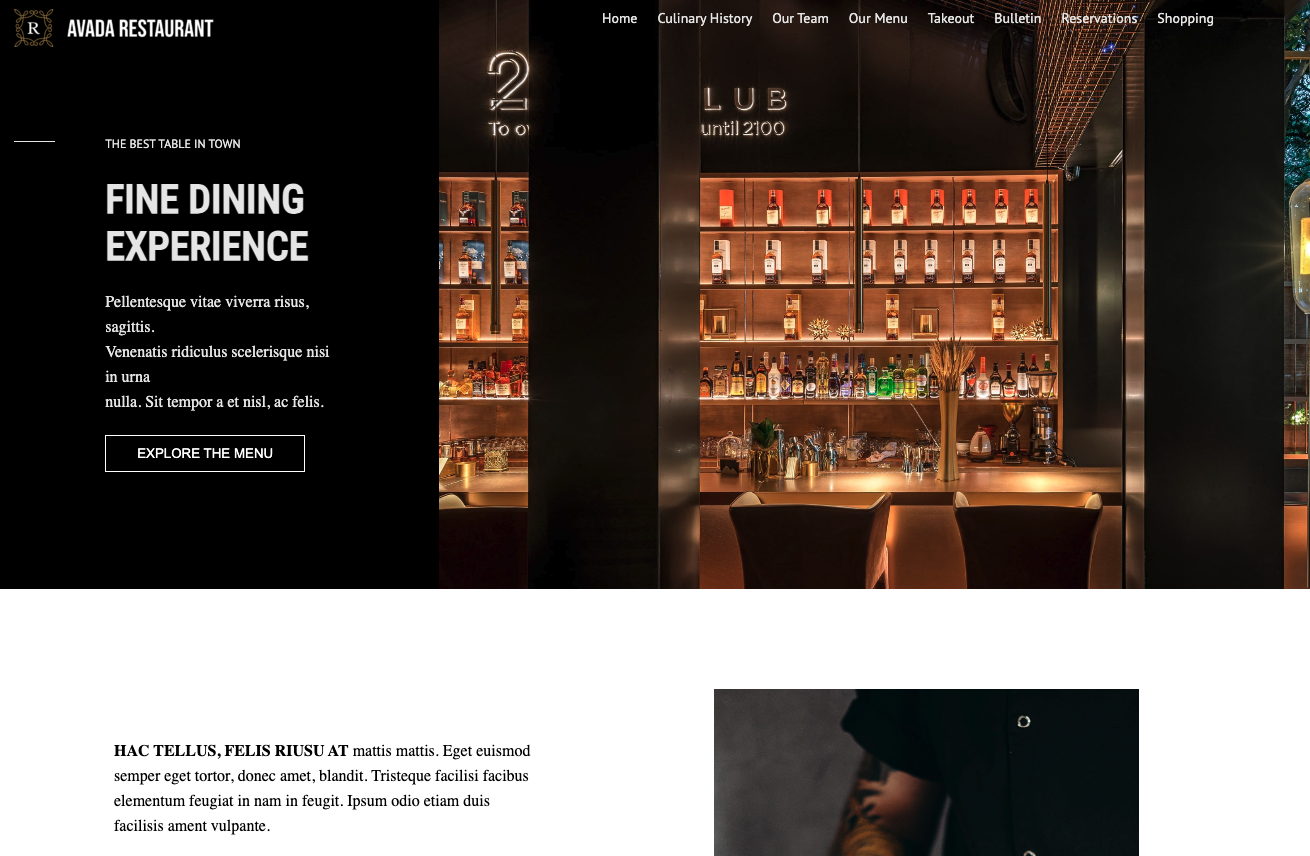 R
AVADA RESTAURANT
Home Culinary History Our Team Our Menu Takeout Bulletin Reservations Shopping
2 LUB
To ov until 2100
THE BEST TABLE IN TOWN
FINE DINING
EXPERIENCE
Pellentesque vitae viverra risus,
sagittis.
Venenatis ridiculus scelerisque nisi
in urna
nulla. Sit tempor a et nisl, ac felis.
EXPLORE THE MENU
HAC TELLUS, FELIS RIUSU AT mattis mattis. Eget euismod
semper eget tortor, donec amet, blandit. Tristeque facilisi facibus
elementum feugiat in nam in feugit. Ipsum odio etiam duis
facilisis ament vulpante.